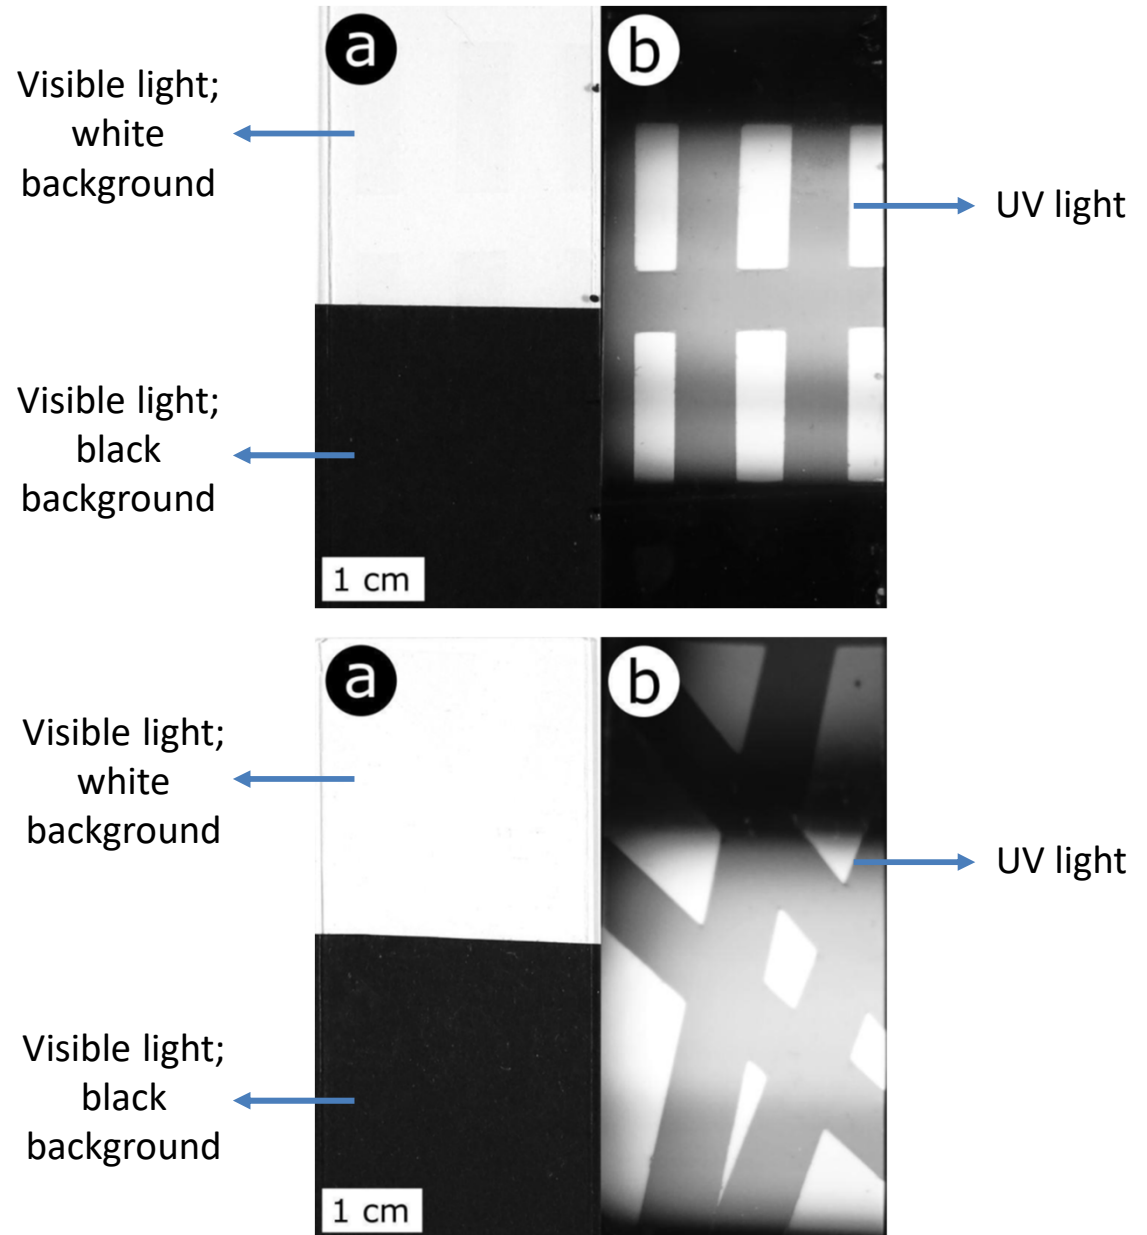 a
b
Visible light;
white
background
UV light
Visible light;
black
background
1 cm
a
b
Visible light;
white
background
UV light
Visible light;
black
background
1 cm